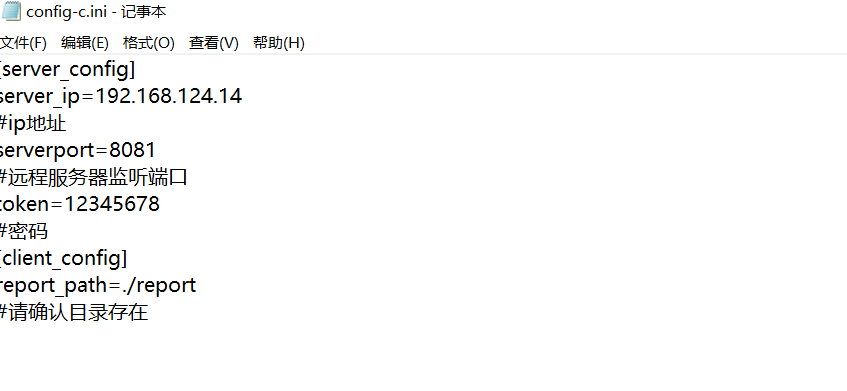 config-c.ini - 记事本
文件(F) 编辑(E) 格式(O) 查看(V) 帮助(H)
[server_config]
server_ip=192.168.124.14
#ip地址
serverport=8081
#远程服务器监听端口
token=12345678
#密码
[client_config]
report_path=./report
#请确认目录存在